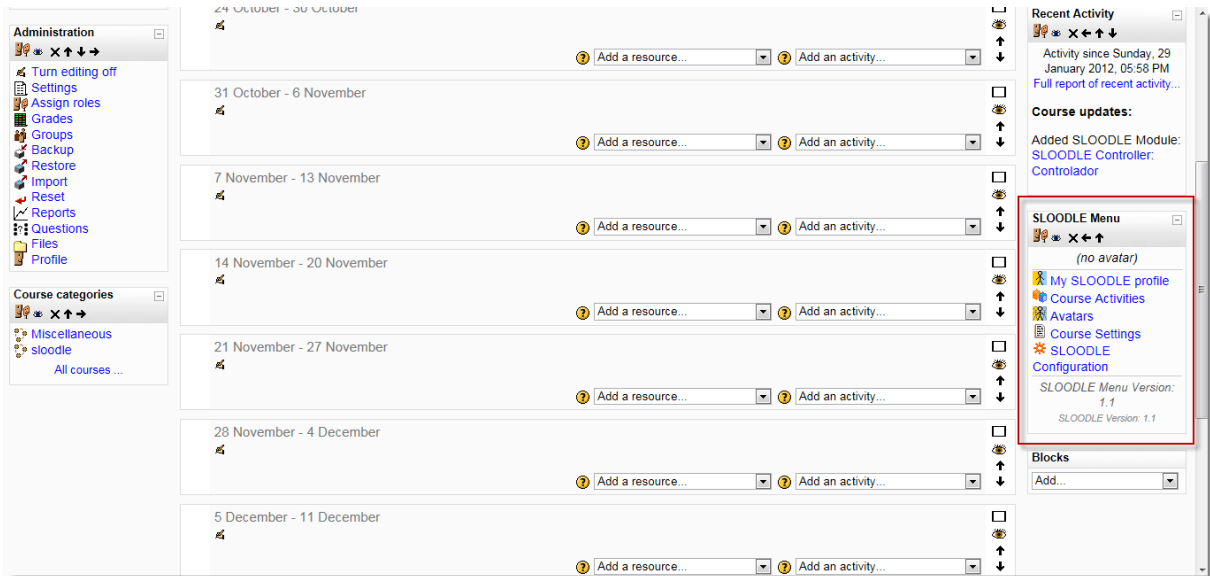 Administration
Turn editing off
Settings
Assign roles
Grades
Groups
Backup
Restore
Import
Reset
Reports
Questions
Files
Profile
Course categories
Miscellaneous
sloodle
All courses ...
24 October - 30 October
Add a resource... Add an activity...
31 October - 6 November
Add a resource... Add an activity...
7 November - 13 November
Add a resource... Add an activity...
14 November - 20 November
Add a resource... Add an activity...
21 November - 27 November
Add a resource... Add an activity...
28 November - 4 December
Add a resource... Add an activity...
5 December - 11 December
Add a resource... Add an activity...
Recent Activity
Activity since Sunday, 29
January 2012, 05:58 PM
Full report of recent activity...
Course updates:
Added SLOODLE Module:
SLOODLE Controller:
Controlador
SLOODLE Menu
(no avatar)
My SLOODLE profile
Course Activities
Avatars
Course Settings
SLOODLE
Configuration
SLOODLE Menu Version:
1.1
SLOODLE Version: 1.1
Blocks
Add...